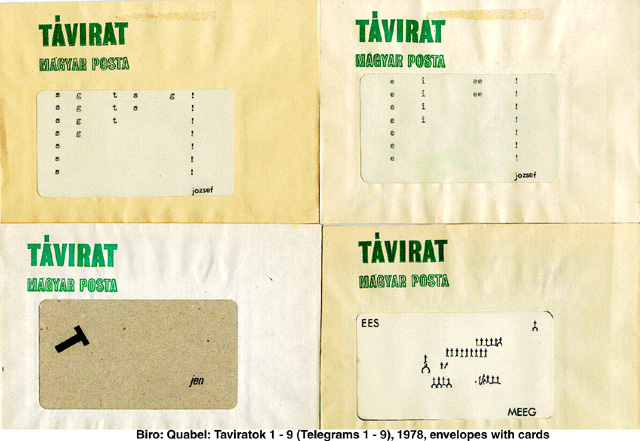 TÁVIRAT
MAGYAR POSTA
s g t s g !
s g t s !
s g t !
s g !
s !
s !
s !
jozsef
TÁVIRAT
MAGYAR POSTA
e i ee !
e i ee !
e i !
e i !
e !
e !
e !
jozsef
TÁVIRAT
MAGYAR POSTA
T
jen
TÁVIRAT
MAGYAR POSTA
EES
MEEG
Biro: Quabel: Taviratok 1 - 9 (Telegrams 1 - 9), 1978, envelopes with cards